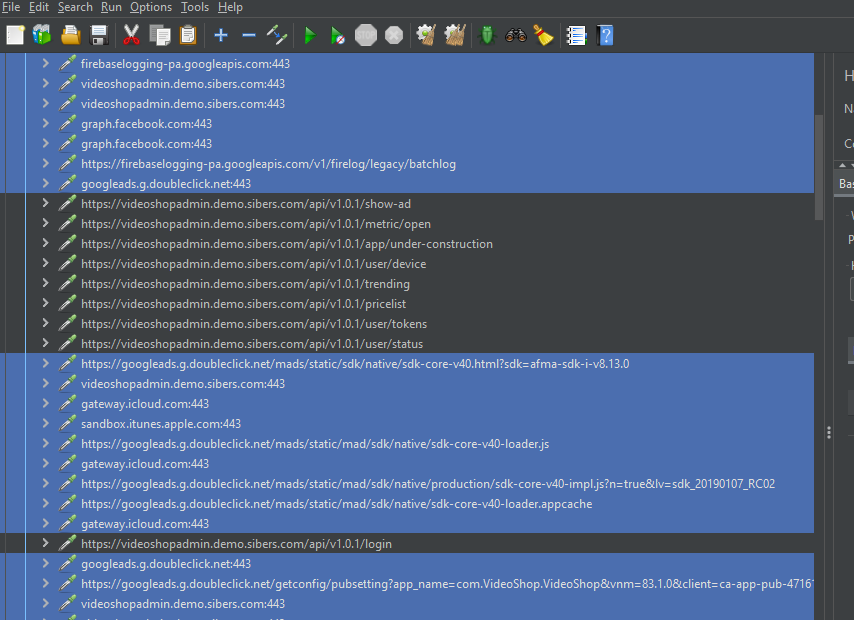 File Edit Search Run Options Tools Help
STOP
firebaselogging-pa.googleapis.com:443
videoshopadmin.demo.sibers.com:443
videoshopadmin.demo.sibers.com:443
graph.facebook.com:443
graph.facebook.com:443
https://firebaselogging-pa.googleapis.com/v1/firelog/legacy/batchlog
googleads.g.doubleclick.net:443
https://videoshopadmin.demo.sibers.com/api/v1.0.1/show-ad
https://videoshopadmin.demo.sibers.com/api/v1.0.1/metric/open
https://videoshopadmin.demo.sibers.com/api/v1.0.1/app/under-construction
https://videoshopadmin.demo.sibers.com/api/v1.0.1/user/device
https://videoshopadmin.demo.sibers.com/api/v1.0.1/trending
https://videoshopadmin.demo.sibers.com/api/v1.0.1/pricelist
https://videoshopadmin.demo.sibers.com/api/v1.0.1/user/tokens
https://videoshopadmin.demo.sibers.com/api/v1.0.1/user/status
https://googleads.g.doubleclick.net/mads/static/sdk/native/sdk-core-v40.html?sdk=afma-sdk-i-v8.13.0
videoshopadmin.demo.sibers.com:443
gateway.icloud.com:443
sandbox.itunes.apple.com:443
https://googleads.g.doubleclick.net/mads/static/mad/sdk/native/sdk-core-v40-loader.js
gateway.icloud.com:443
https://googleads.g.doubleclick.net/mads/static/mad/sdk/native/production/sdk-core-v40-impl.js?n=true&lv=sdk_20190107_RC02
https://googleads.g.doubleclick.net/mads/static/mad/sdk/native/sdk-core-v40-loader.appcache
gateway.icloud.com:443
https://videoshopadmin.demo.sibers.com/api/v1.0.1/login
googleads.g.doubleclick.net:443
https://googleads.g.doubleclick.net/getconfig/pubsetting?app_name=com.VideoShop.VideoShop&vnm=83.1.0&client=ca-app-pub-4716
videoshopadmin.demo.sibers.com:443
H
N
Co
Bas